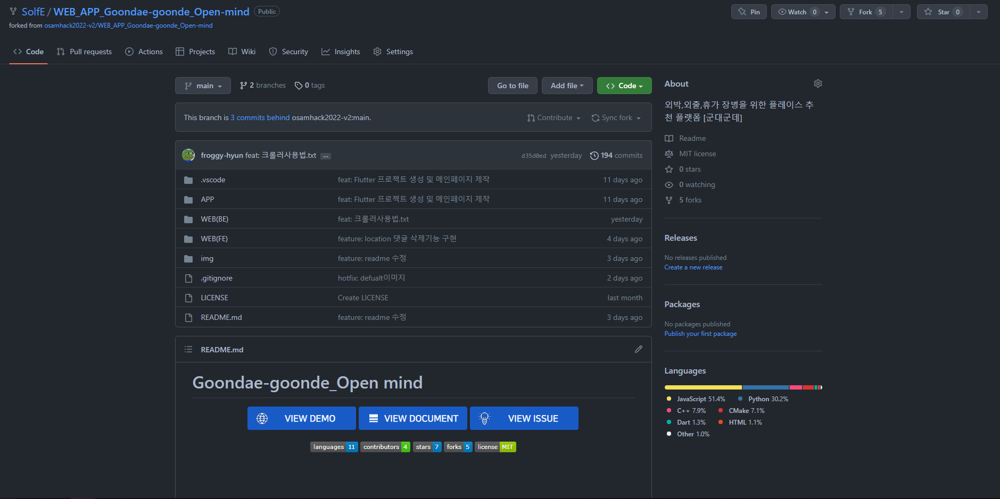 SolfE / WEB_APP_Goondae-goonde_Open-mind Public
Pin Watch 0 Fork 5 Star 0
forked from osamhack2022-v2/WEB_APP_Goondae-goonde_Open-mind
Code Pull requests Actions Projects Wiki Security Insights Settings
main 2 branches 0 tags Go to file Add file Code
This branch is 3 commits behind osamhack2022-v2:main. Contribute Sync fork
froggy-hyun feat: 크롤러사용법.txt ... d35d0ed yesterday 194 commits
.vscode feat: Flutter 프로젝트 생성 및 메인페이지 제작 11 days ago
APP feat: Flutter 프로젝트 생성 및 메인페이지 제작 11 days ago
WEB(BE) feat: 크롤러사용법.txt yesterday
WEB(FE) feature: location 댓글 삭제기능 구현 4 days ago
img feature: readme 수정 3 days ago
.gitignore hotfix: defualt이미지 2 days ago
LICENSE Create LICENSE last month
README.md feature: readme 수정 3 days ago
README.md
Goondae-goonde_Open mind
VIEW DEMO VIEW DOCUMENT VIEW ISSUE
languages 11 contributors 4 stars 7 forks 5 license MIT
About
외박,외출,휴가 장병을 위한 플레이스 추
천 플랫폼 [군대군데]
Readme
MIT license
0 stars
0 watching
5 forks
Releases
No releases published
Create a new release
Packages
No packages published
Publish your first package
Languages
JavaScript 51.4% Python 30.2%
C++ 7.9% CMake 7.1%
Dart 1.3% HTML 1.1%
Other 1.0%